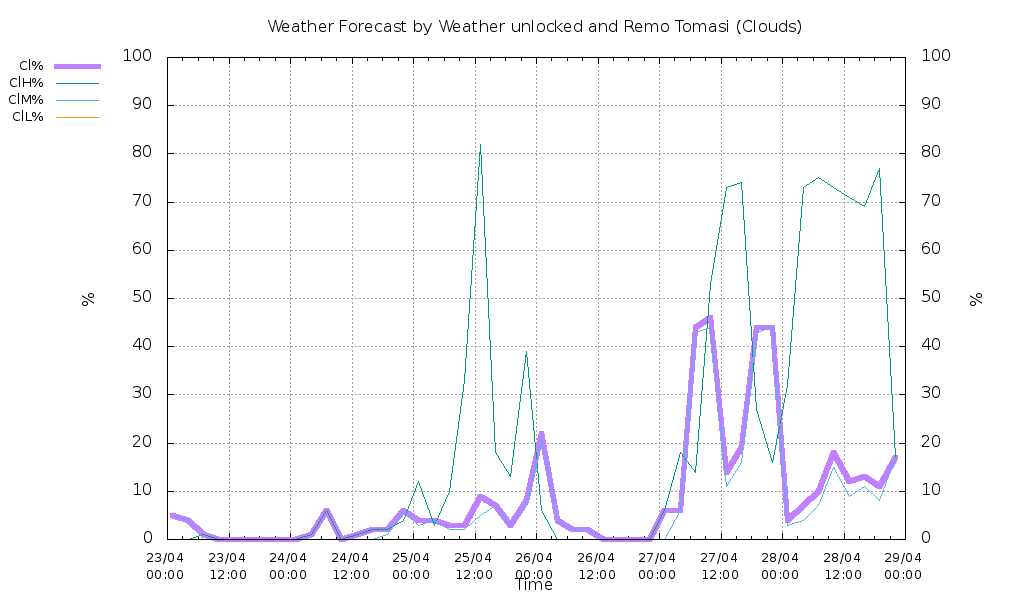 Weather Forecast by Weather unlocked and Remo Tomasi (Clouds)
Cl%
ClH%
ClM%
ClL%
100 100
90 90
80 80
70 70
60 60
50 50
% %
40 40
30 30
20 20
10 10
0 0
23/04 23/04 24/04 24/04 25/04 25/04 26/04 26/04 27/04 27/04 28/04 28/04 29/04
00:00 12:00 00:00 12:00 00:00 12:00 00:00 12:00 00:00 12:00 00:00 12:00 00:00
Time